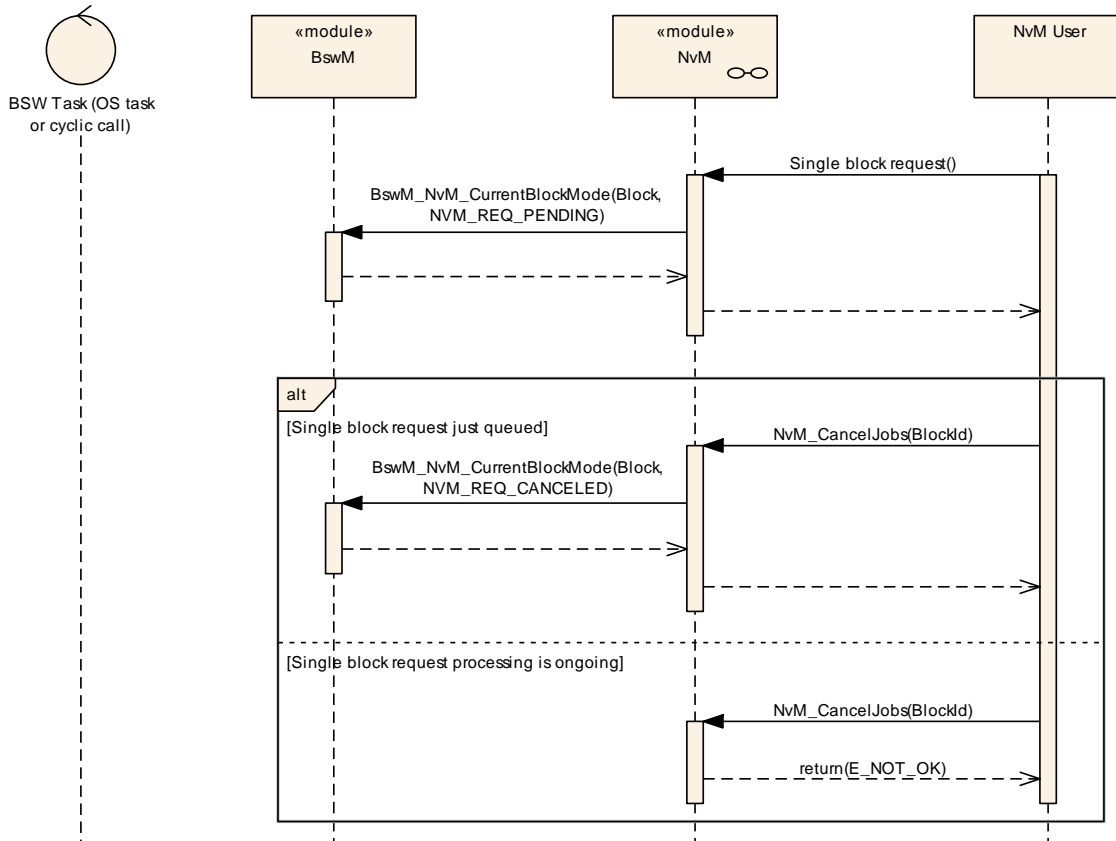 «module»
BswM
«module»
NvM
NvM User
BSW Task (OS task
or cyclic call)
Single block request()
BswM_NvM_CurrentBlockMode(Block,
NVM_REQ_PENDING)
alt
[Single block request just queued]
NvM_CancelJobs(BlockId)
BswM_NvM_CurrentBlockMode(Block,
NVM_REQ_CANCELED)
[Single block request processing is ongoing]
NvM_CancelJobs(BlockId)
return(E_NOT_OK)